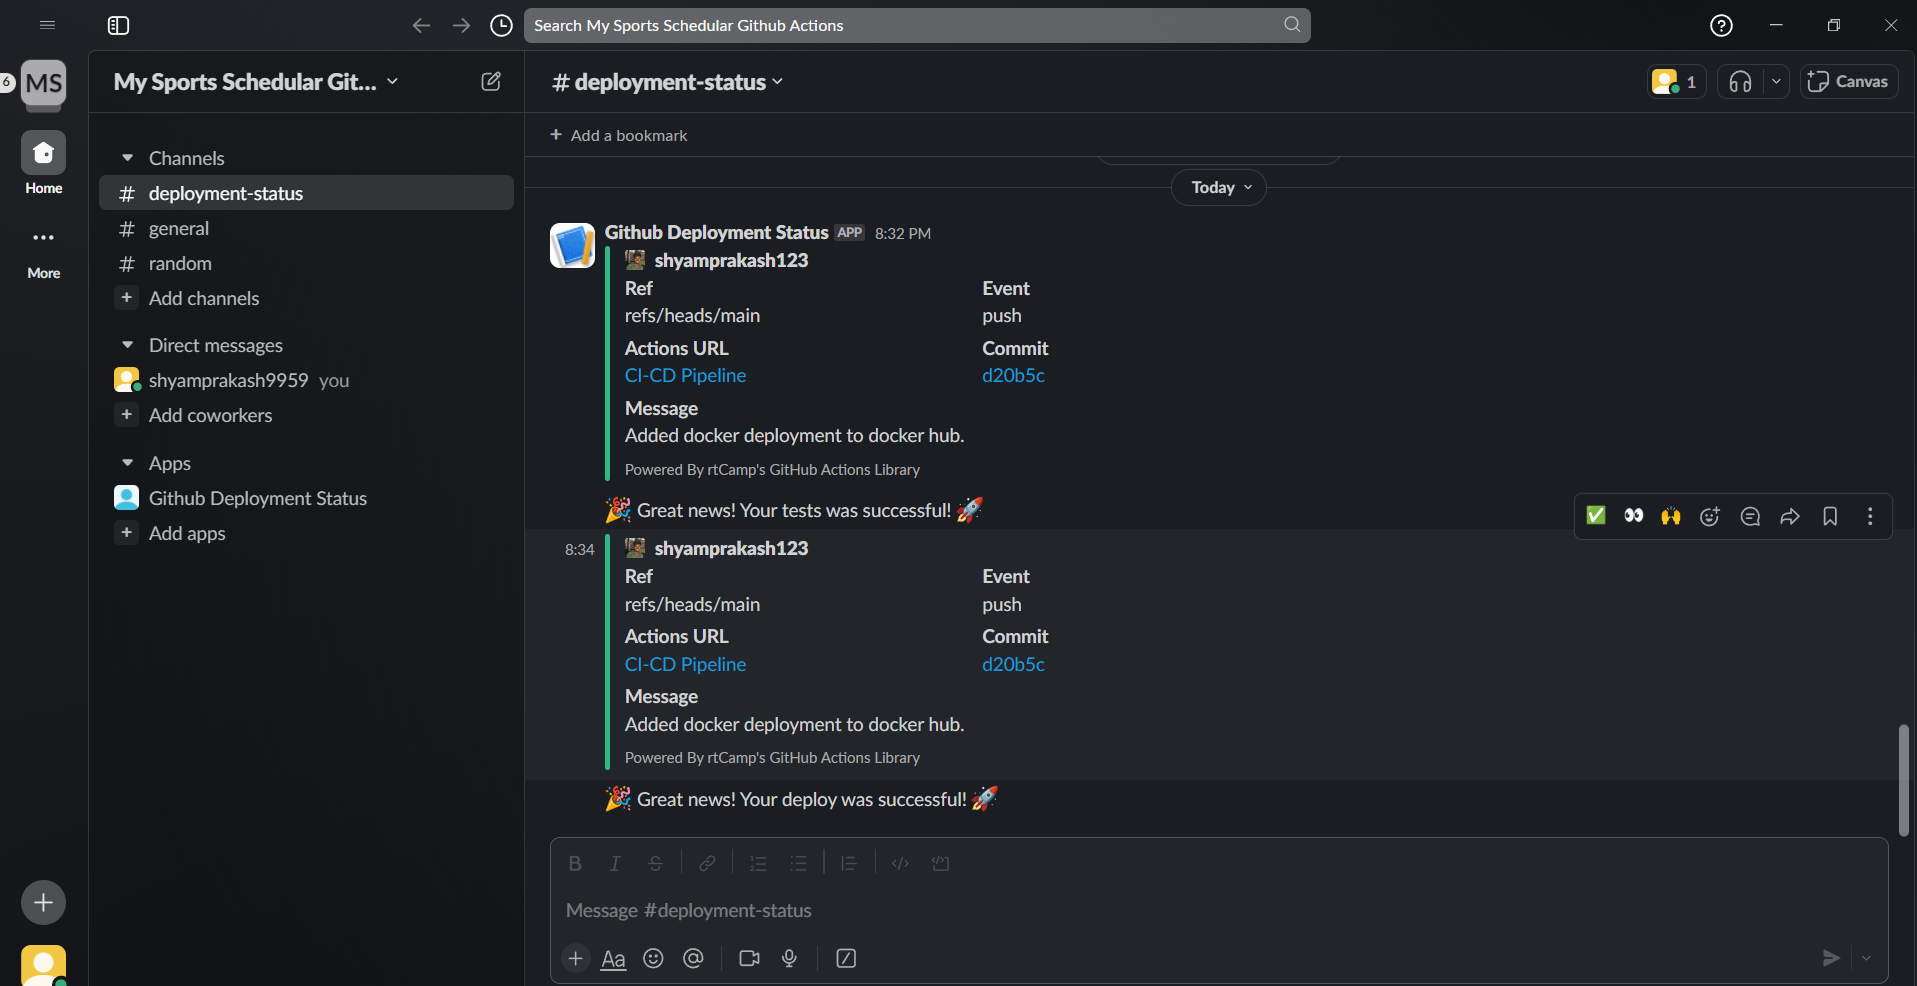 Search My Sports Schedular Github Actions
6
MS
My Sports Schedular Git...
# deployment-status
1
Canvas
Home
More
+ Add a bookmark
Channels
# deployment-status
# general
# random
+ Add channels
Direct messages
shyamprakash9959 you
+ Add coworkers
Apps
Github Deployment Status
+ Add apps
Today
Github Deployment Status APP 8:32 PM
shyamprakash123
Ref Event
refs/heads/main push
Actions URL Commit
CI-CD Pipeline d20b5c
Message
Added docker deployment to docker hub.
Powered By rtCamp's GitHub Actions Library
🎉 Great news! Your tests was successful! 🚀
8:34 shyamprakash123
Ref Event
refs/heads/main push
Actions URL Commit
CI-CD Pipeline d20b5c
Message
Added docker deployment to docker hub.
Powered By rtCamp's GitHub Actions Library
🎉 Great news! Your deploy was successful! 🚀
B I S
Message #deployment-status
+ Aa @